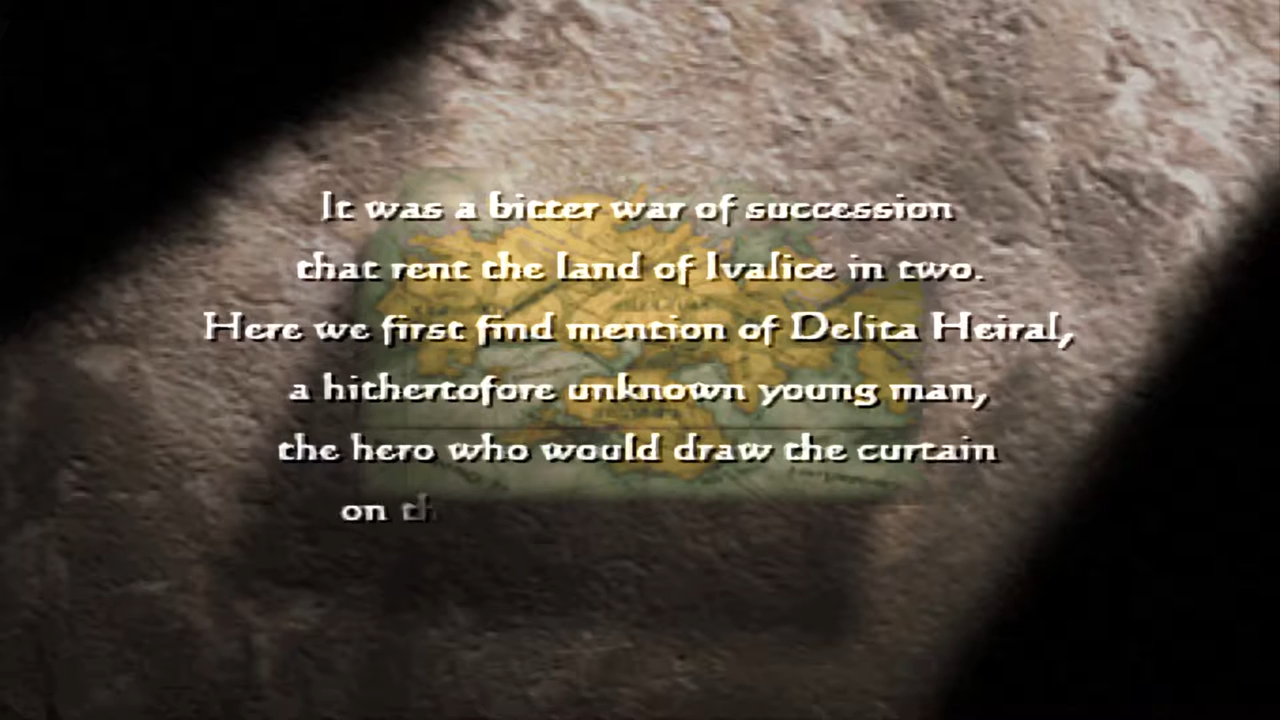 It was a bitter war of succession
that rent the land of Ivalice in two.
Here we first find mention of Delita Heiral,
a hithertofore unknown young man,
the hero who would draw the curtain
on th